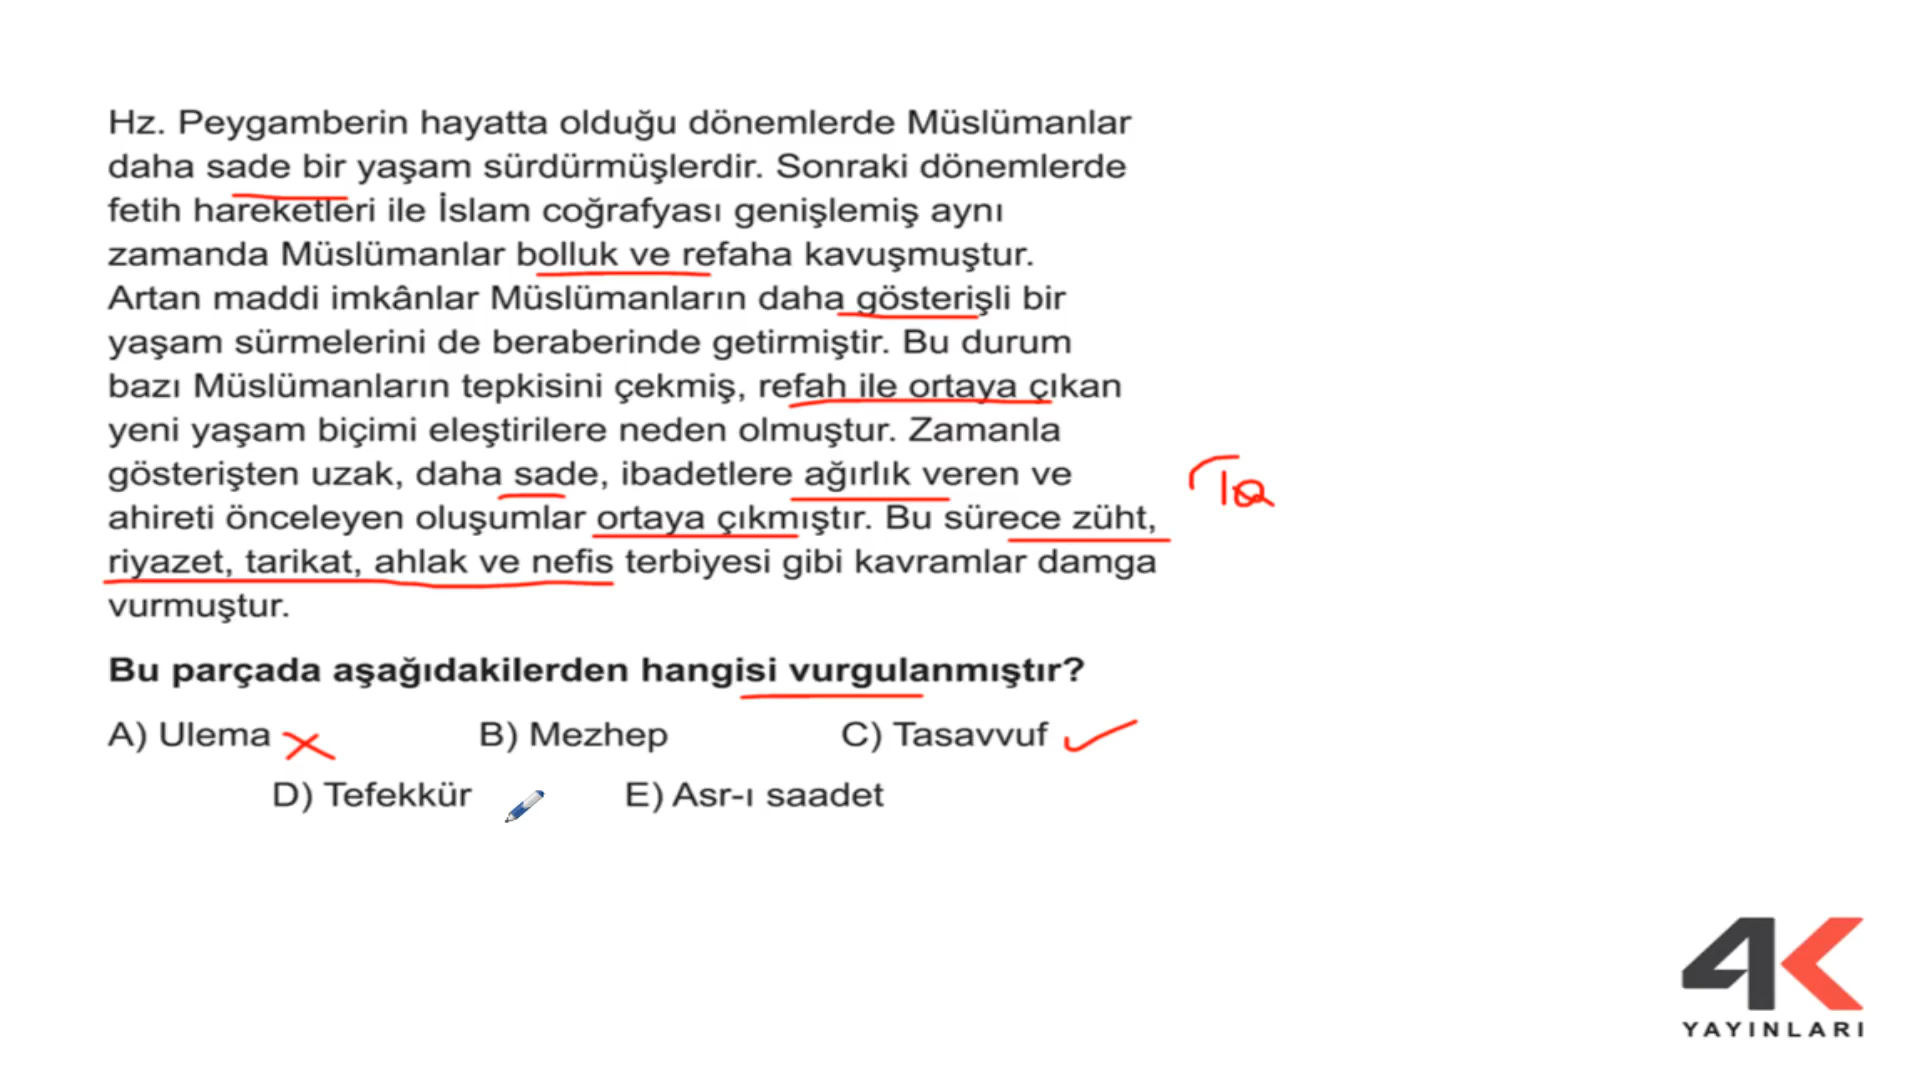 Hz. Peygamberin hayatta olduğu dönemlerde Müslümanlar
daha sade bir yaşam sürdürmüşlerdir. Sonraki dönemlerde
fetih hareketleri ile İslam coğrafyası genişlemiş aynı
zamanda Müslümanlar bolluk ve refaha kavuşmuştur.
Artan maddi imkânlar Müslümanların daha gösterişli bir
yaşam sürmelerini de beraberinde getirmiştir. Bu durum
bazı Müslümanların tepkisini çekmiş, refah ile ortaya çıkan
yeni yaşam biçimi eleştirilere neden olmuştur. Zamanla
gösterişten uzak, daha sade, ibadetlere ağırlık veren ve
ahireti önceleyen oluşumlar ortaya çıkmıştır. Bu sürece züht,
riyazet, tarikat, ahlak ve nefis terbiyesi gibi kavramlar damga
vurmuştur.
Bu parçada aşağıdakilerden hangisi vurgulanmıştır?
A) Ulema B) Mezhep C) Tasavvuf
D) Tefekkür E) Asr-ı saadet
4K
YAYINLARI